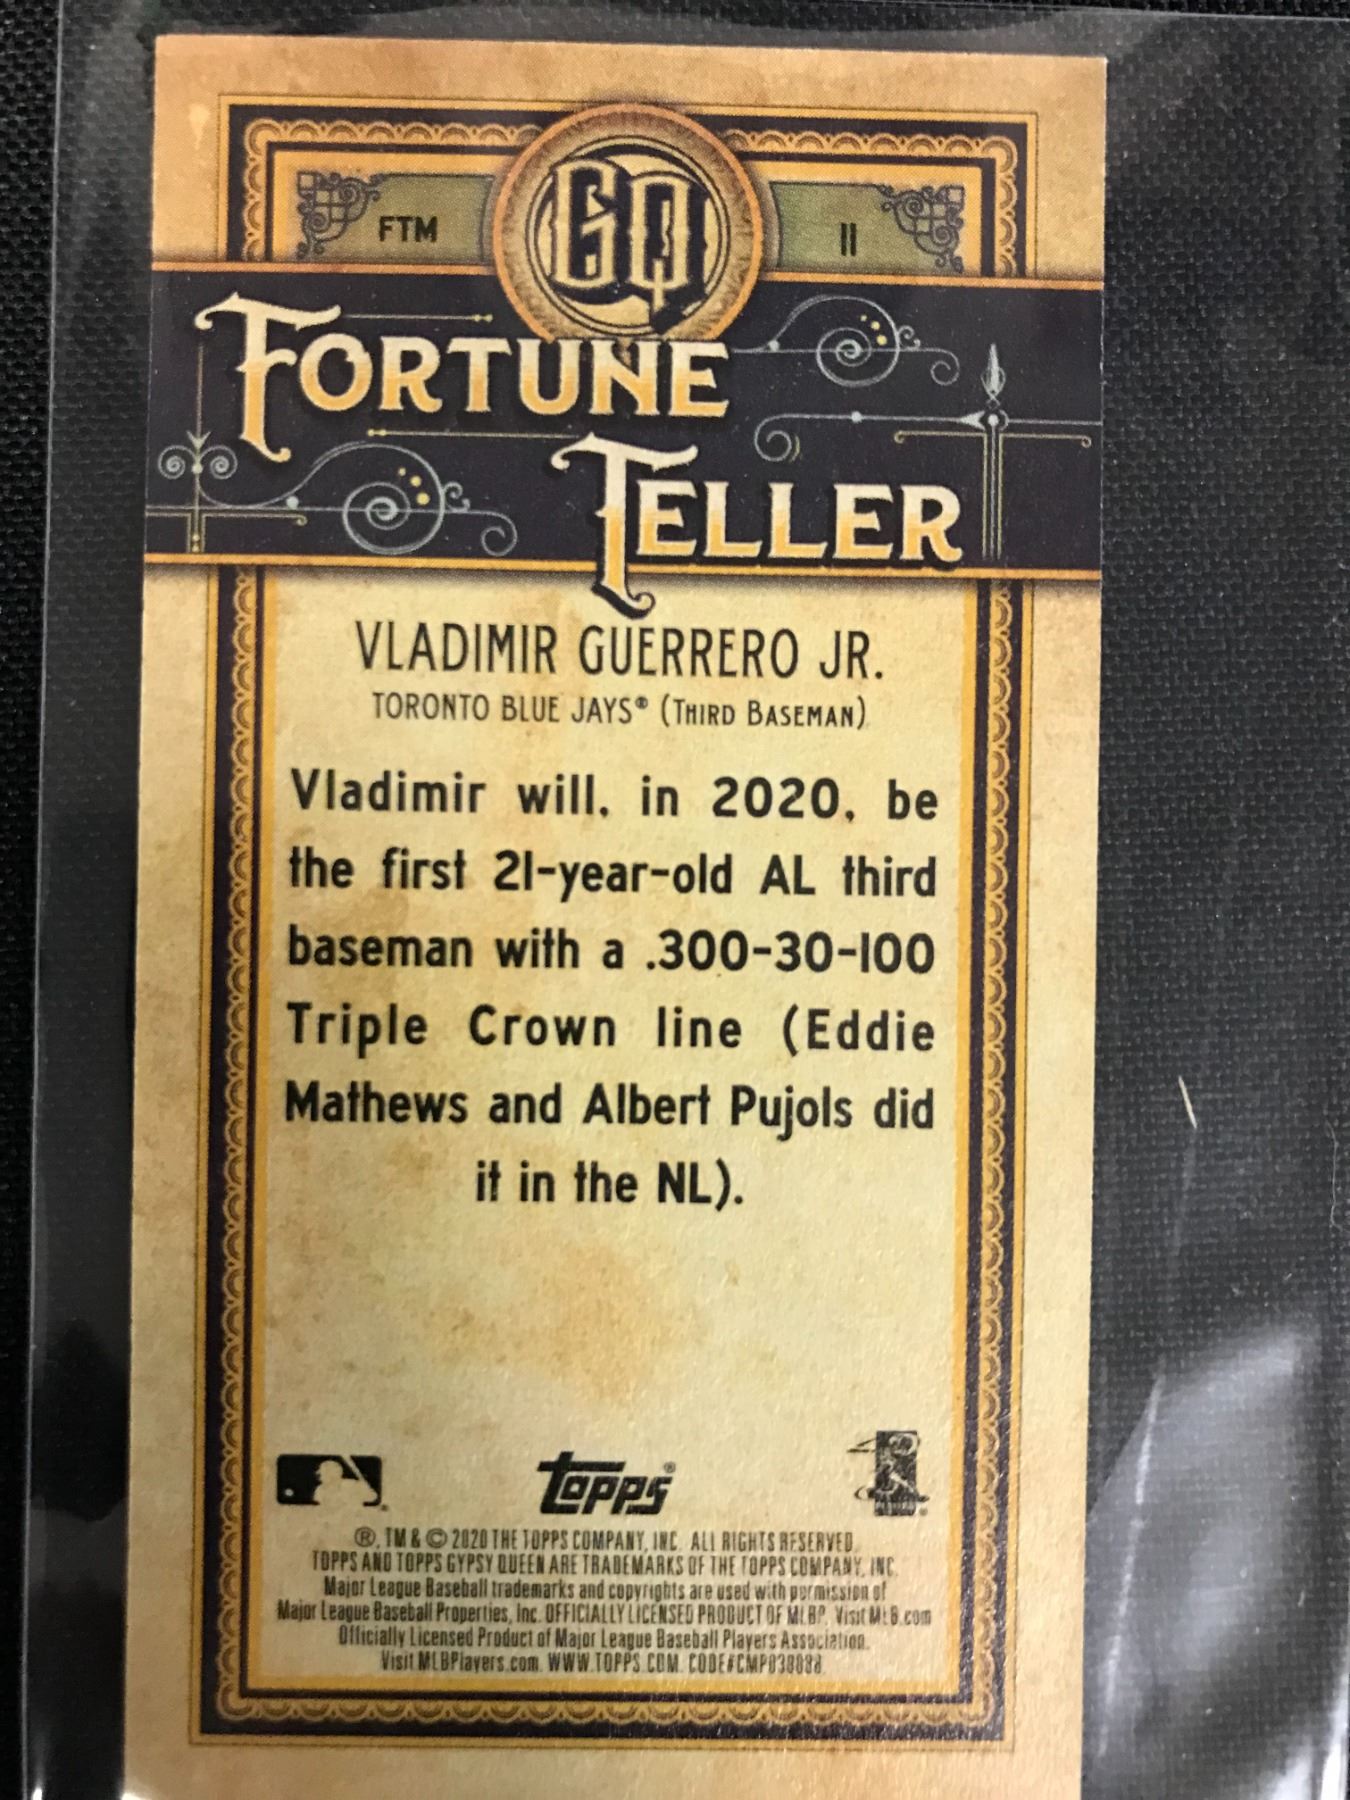 FTM GQ 11
FORTUNE
TELLER
VLADIMIR GUERRERO JR.
TORONTO BLUE JAYS® (THIRD BASEMAN)
Vladimir will, in 2020, be
the first 21-year-old AL third
baseman with a .300-30-100
Triple Crown line (Eddie
Mathews and Albert Pujols did
it in the NL).
topps®
®, TM & © 2020 THE TOPPS COMPANY, INC. ALL RIGHTS RESERVED.
TOPPS AND TOPPS GYPSY QUEEN ARE TRADEMARKS OF THE TOPPS COMPANY, INC.
Major League Baseball trademarks and copyrights are used with permission of
Major League Baseball Properties, Inc. OFFICIALLY LICENSED PRODUCT OF MLBP. Visit MLB.com
Officially Licensed Product of Major League Baseball Players Association.
Visit MLBPlayers.com. WWW.TOPPS.COM. CODE#CMP038088